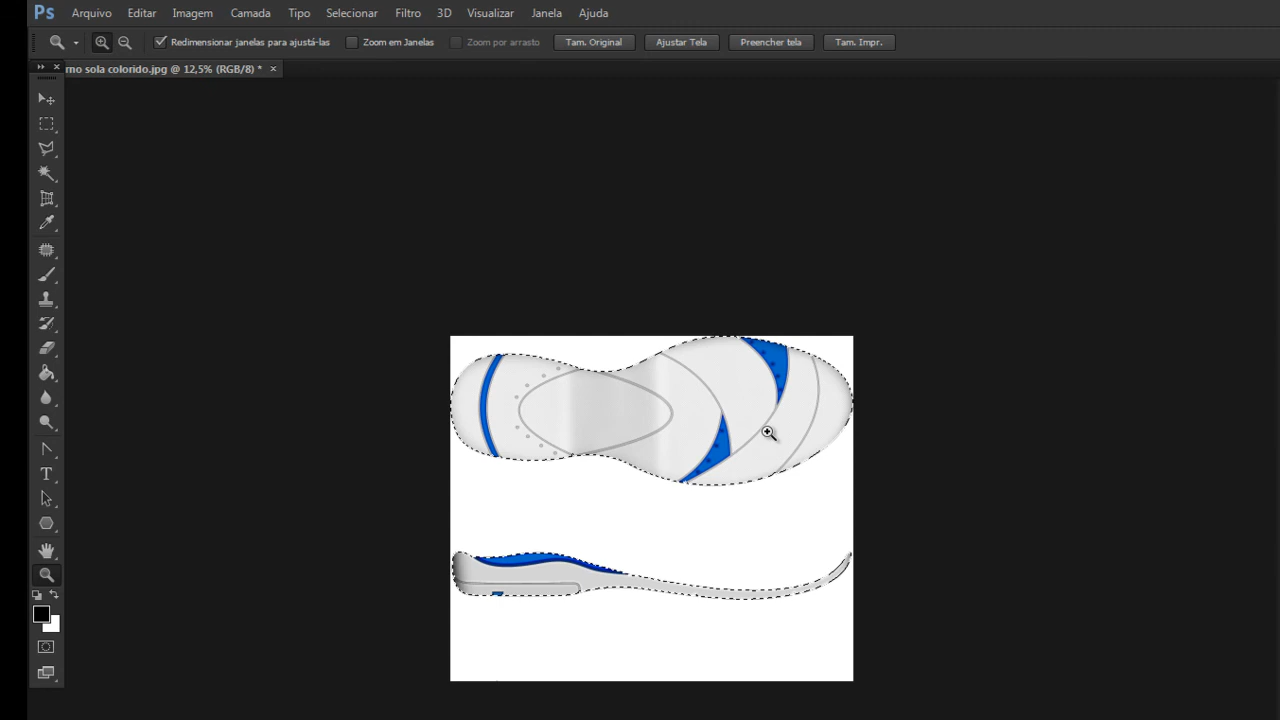 Ps Arquivo Editar Imagem Camada Tipo Selecionar Filtro 3D Visualizar Janela Ajuda
Redimensionar janelas para ajustá-las Zoom em Janelas Zoom por arrasto Tam. Original Ajustar Tela Preencher tela Tam. Impr.
mo sola colorido.jpg @ 12,5% (RGB/8) * ×
T